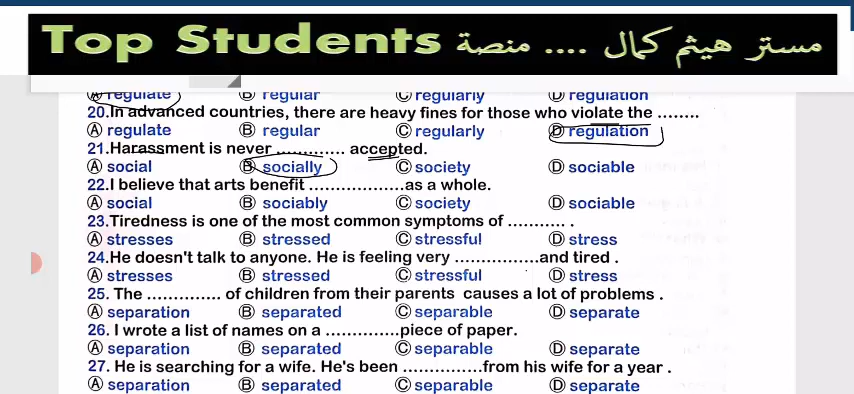 Top Students مستر هيثم كمال .... منصة
Ⓐ regulate Ⓑ regular Ⓒ regularly Ⓓ regulation
20.In advanced countries, there are heavy fines for those who violate the ........
Ⓐ regulate Ⓑ regular Ⓒ regularly Ⓓ regulation
21.Harassment is never ............. accepted.
Ⓐ social Ⓑ socially Ⓒ society Ⓓ sociable
22.I believe that arts benefit ..................as a whole.
Ⓐ social Ⓑ sociably Ⓒ society Ⓓ sociable
23.Tiredness is one of the most common symptoms of ........... .
Ⓐ stresses Ⓑ stressed Ⓒ stressful Ⓓ stress
24.He doesn't talk to anyone. He is feeling very ................and tired .
Ⓐ stresses Ⓑ stressed Ⓒ stressful Ⓓ stress
25. The .............. of children from their parents causes a lot of problems .
Ⓐ separation Ⓑ separated Ⓒ separable Ⓓ separate
26. I wrote a list of names on a ..............piece of paper.
Ⓐ separation Ⓑ separated Ⓒ separable Ⓓ separate
27. He is searching for a wife. He's been ...............from his wife for a year .
Ⓐ separation Ⓑ separated Ⓒ separable Ⓓ separate